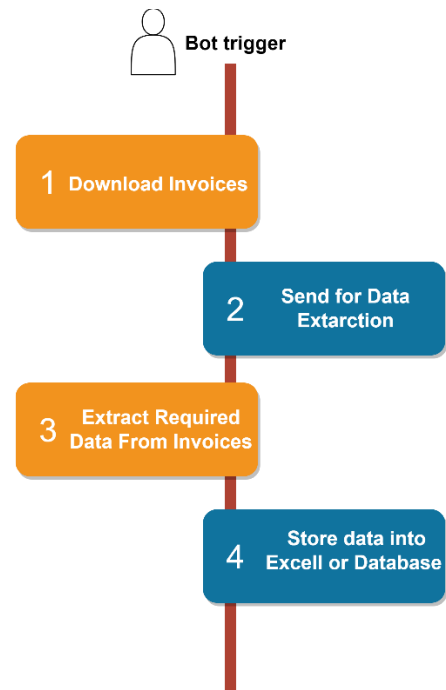 Bot trigger
1 Download Invoices
2 Send for Data
Extarction
3 Extract Required
Data From Invoices
4 Store data into
Excell or Database